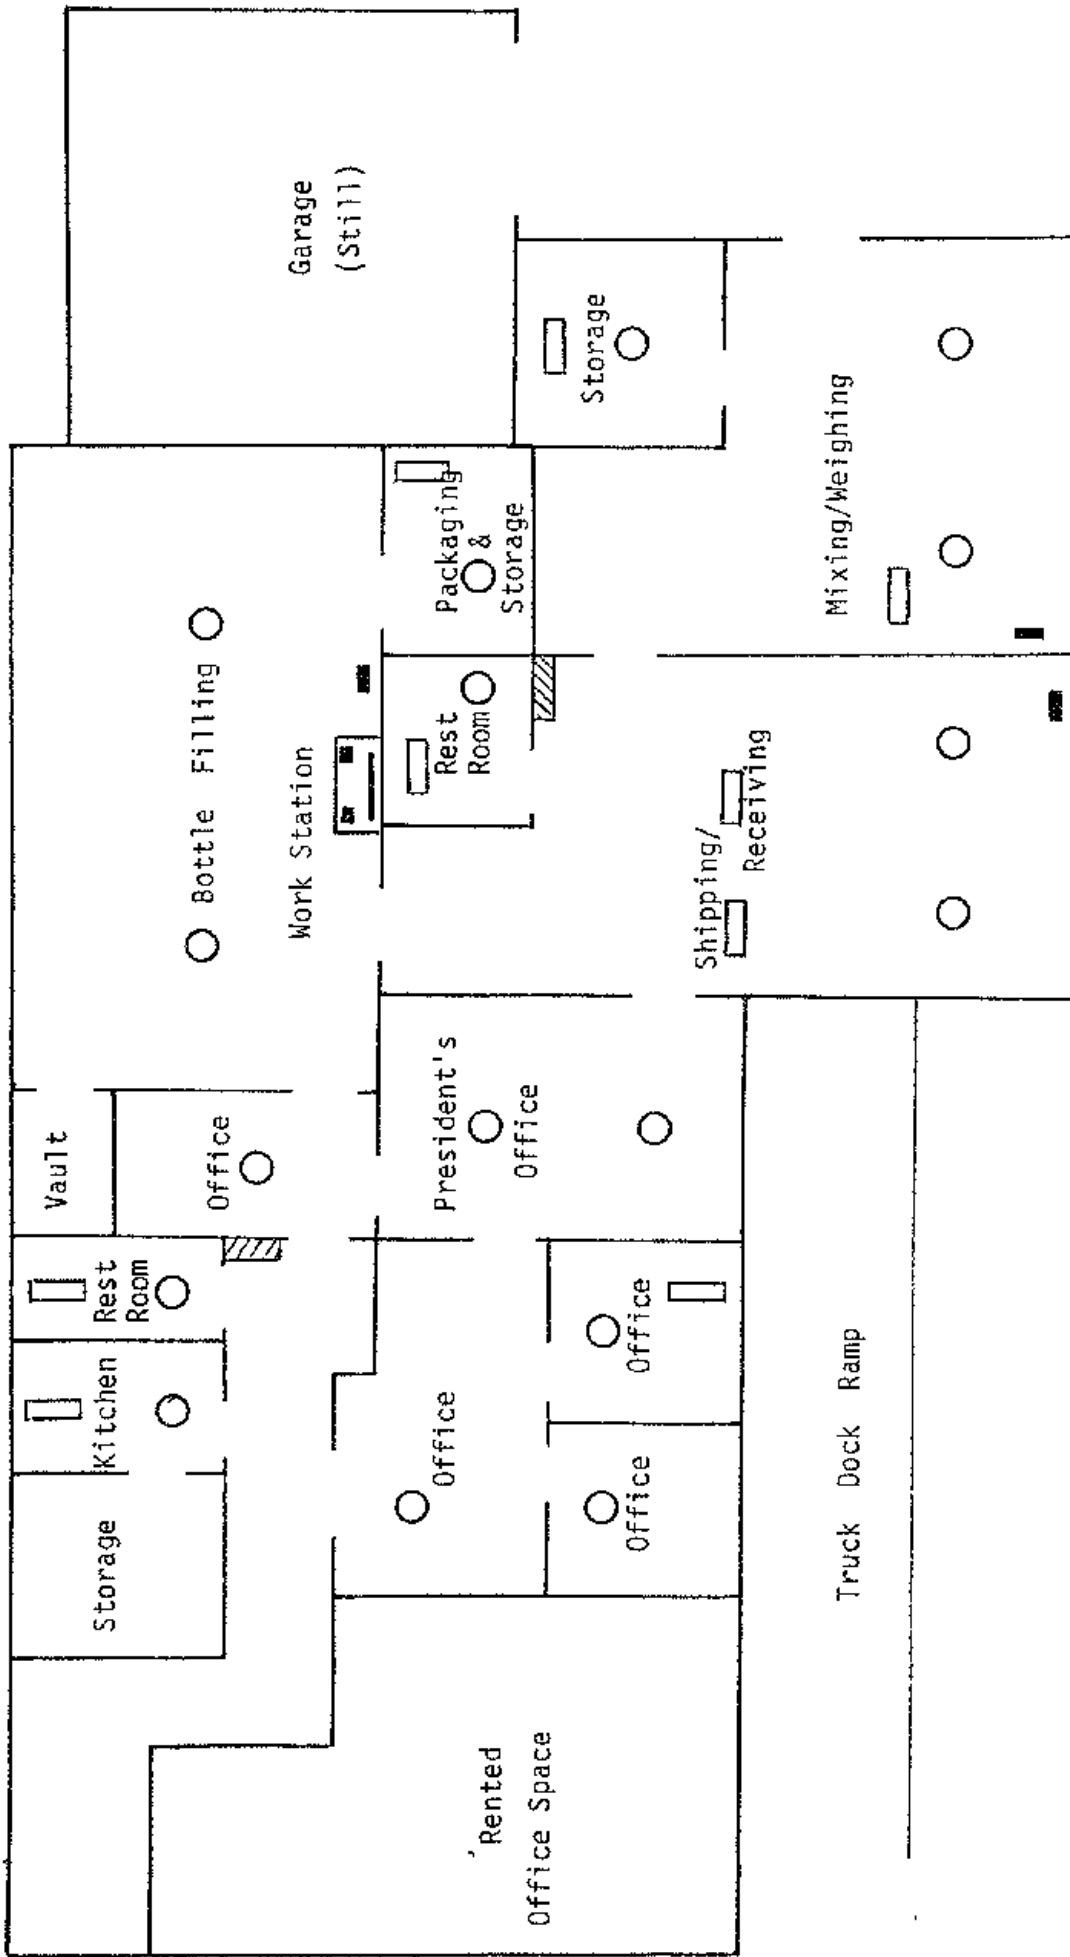 Storage
Kitchen
Rest
Room
Vault
Office
Bottle Filling
Work Station
Garage
(Still)
'Rented
Office Space
Office
Office
Office
President's
Office
Rest
Room
Packaging
&
Storage
Storage
Shipping/
Receiving
Mixing/Weighing
Truck Dock Ramp